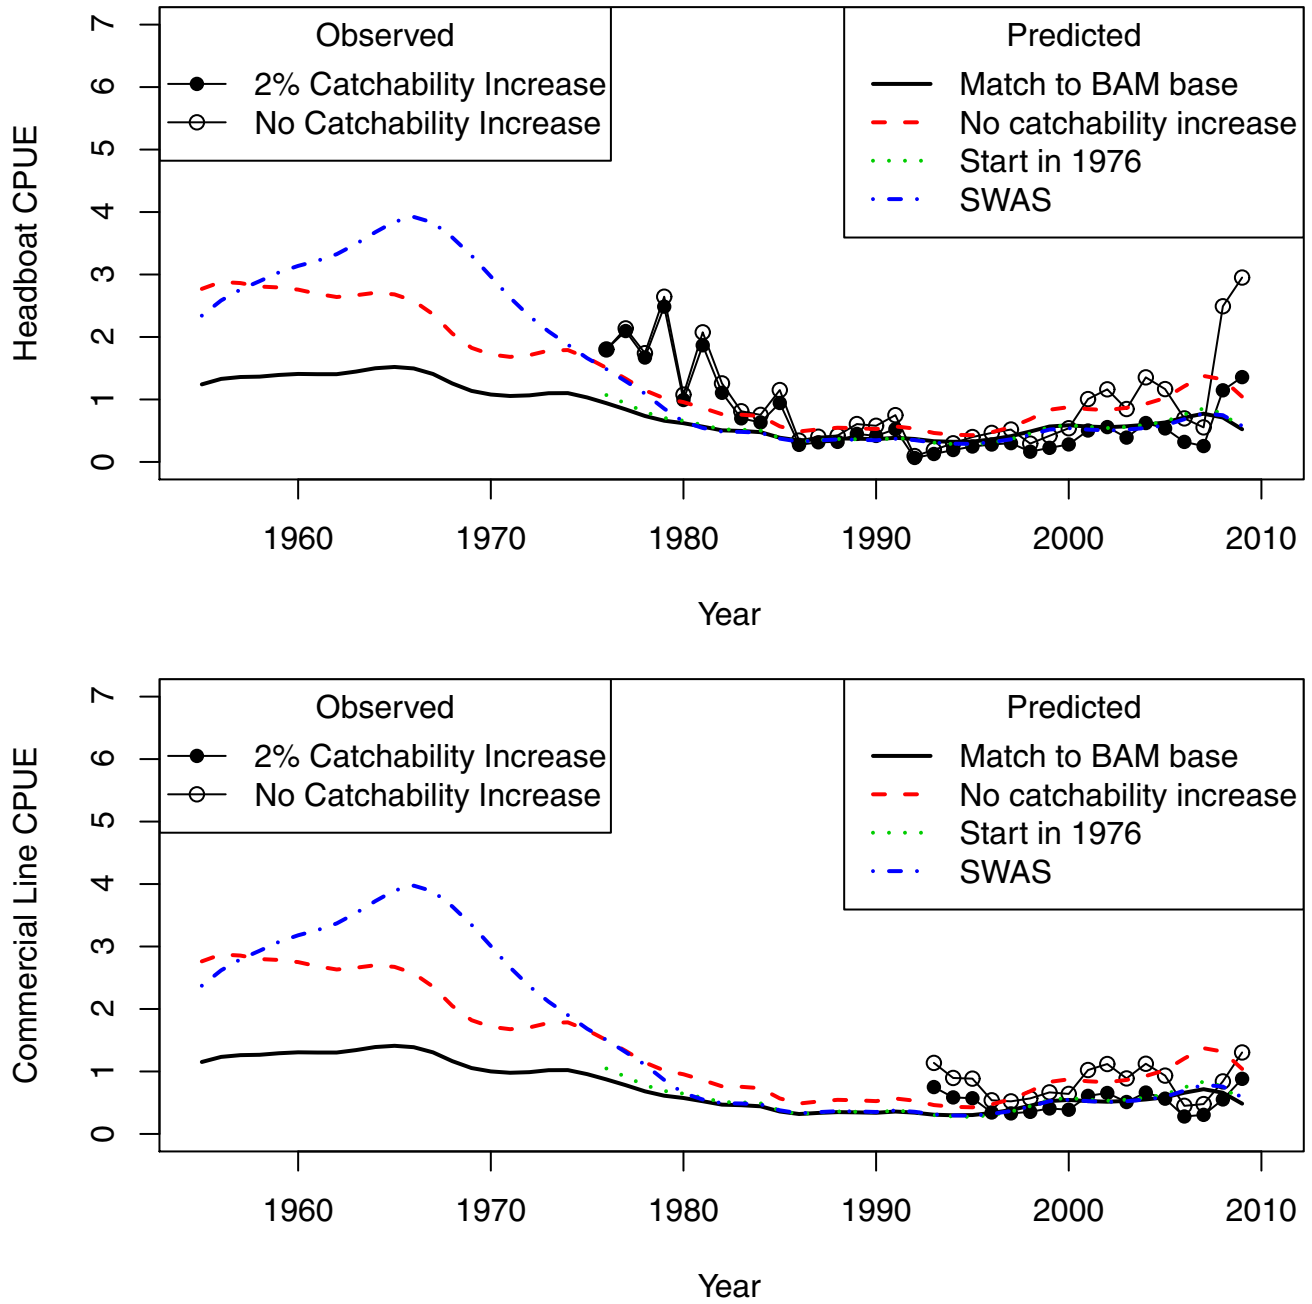 Observed
2% Catchability Increase
No Catchability Increase
Predicted
Match to BAM base
No catchability increase
Start in 1976
SWAS
Headboat CPUE
7
6
5
4
3
2
1
0
1960 1970 1980 1990 2000 2010
Year
Observed
2% Catchability Increase
No Catchability Increase
Predicted
Match to BAM base
No catchability increase
Start in 1976
SWAS
Commercial Line CPUE
7
6
5
4
3
2
1
0
1960 1970 1980 1990 2000 2010
Year